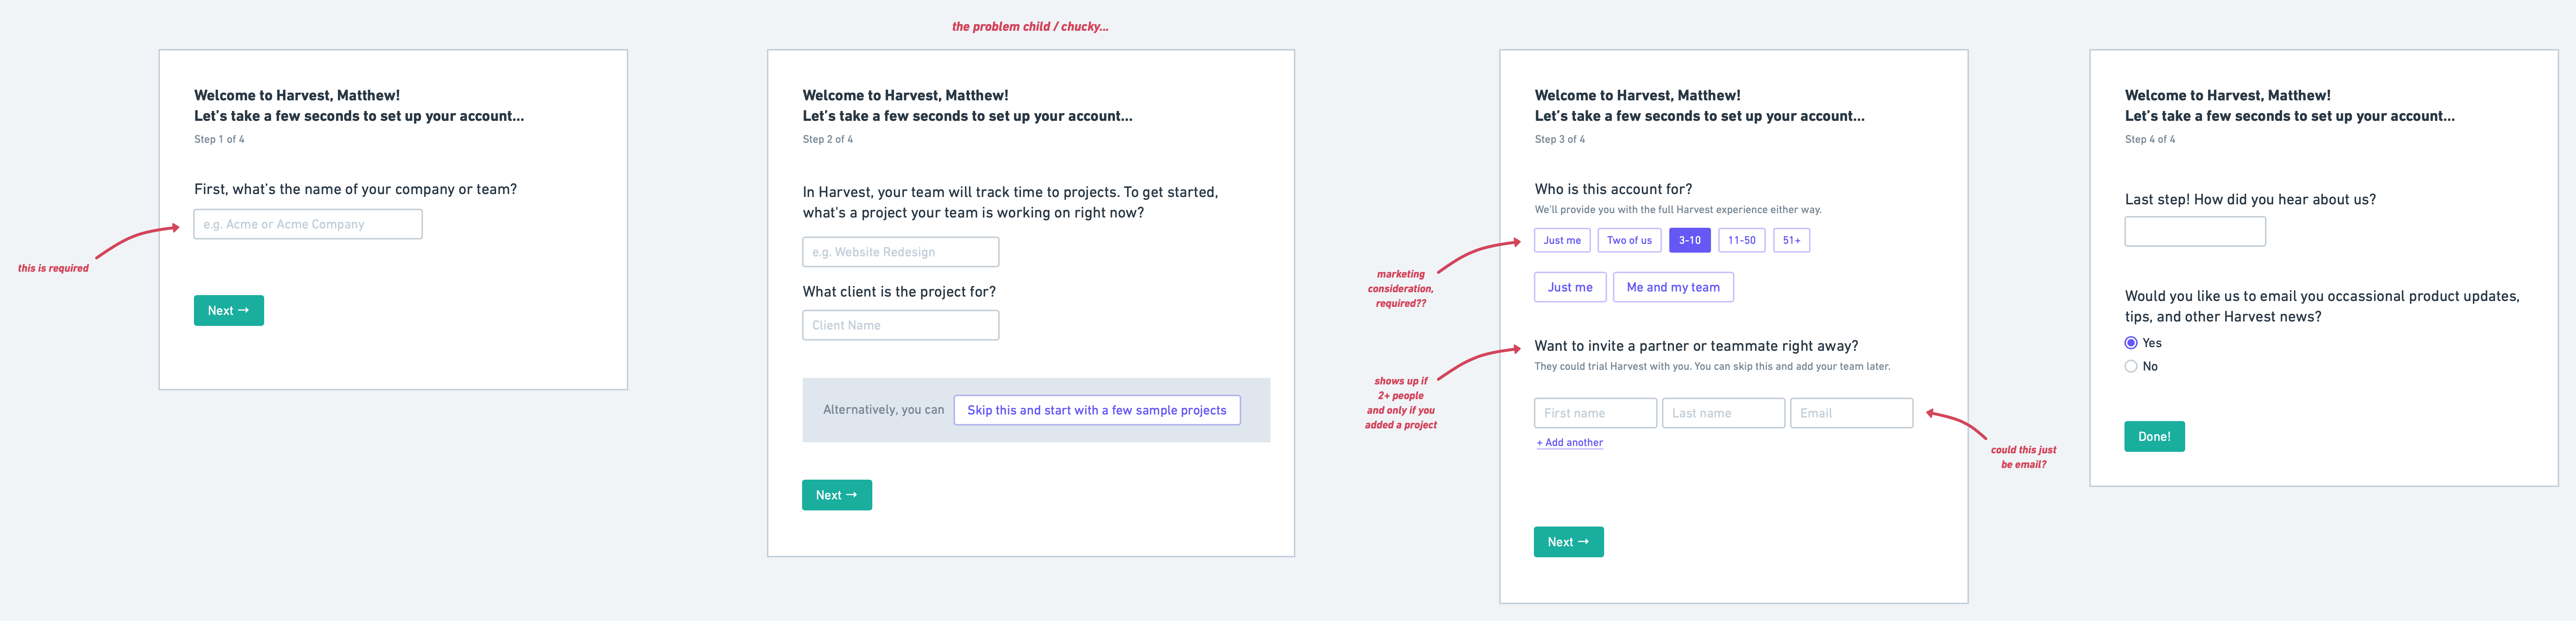 the problem child / chucky...
Welcome to Harvest, Matthew!
Let's take a few seconds to set up your account...
Step 1 of 4
First, what's the name of your company or team?
e.g. Acme or Acme Company
this is required
Next →
Welcome to Harvest, Matthew!
Let's take a few seconds to set up your account...
Step 2 of 4
In Harvest, your team will track time to projects. To get started,
what's a project your team is working on right now?
e.g. Website Redesign
What client is the project for?
Client Name
Alternatively, you can
Skip this and start with a few sample projects
Next →
Welcome to Harvest, Matthew!
Let's take a few seconds to set up your account...
Step 3 of 4
Who is this account for?
We'll provide you with the full Harvest experience either way.
Just me
Two of us
3-10
11-50
51+
marketing
consideration,
required??
Just me
Me and my team
Want to invite a partner or teammate right away?
They could trial Harvest with you. You can skip this and add your team later.
shows up if
2+ people
and only if you
added a project
First name
Last name
Email
+ Add another
could this just
be email?
Next →
Welcome to Harvest, Matthew!
Let's take a few seconds to set up your account...
Step 4 of 4
Last step! How did you hear about us?
Would you like us to email you occassional product updates,
tips, and other Harvest news?
Yes
No
Done!